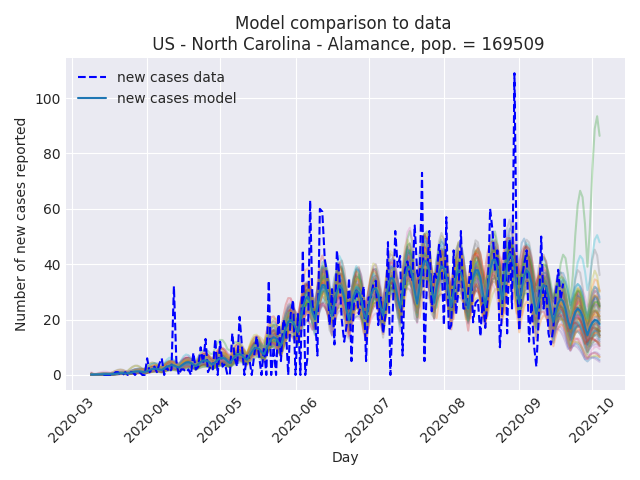 Model comparison to data
US - North Carolina - Alamance, pop. = 169509
new cases data
new cases model
Number of new cases reported
100
80
60
40
20
0
2020-03
2020-04
2020-05
2020-06
2020-07
2020-08
2020-09
2020-10
Day